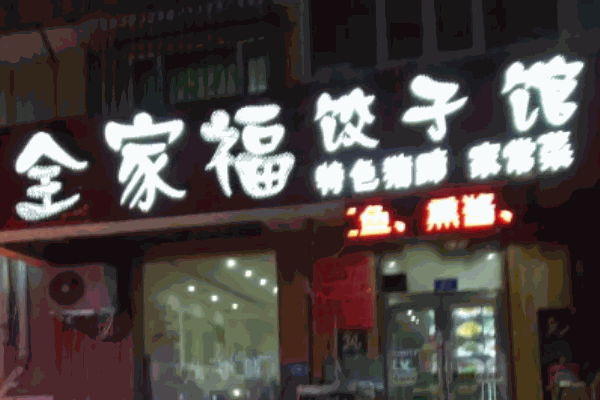 全家福饺子馆
特色猪蹄 家常菜
鱼、熏酱、